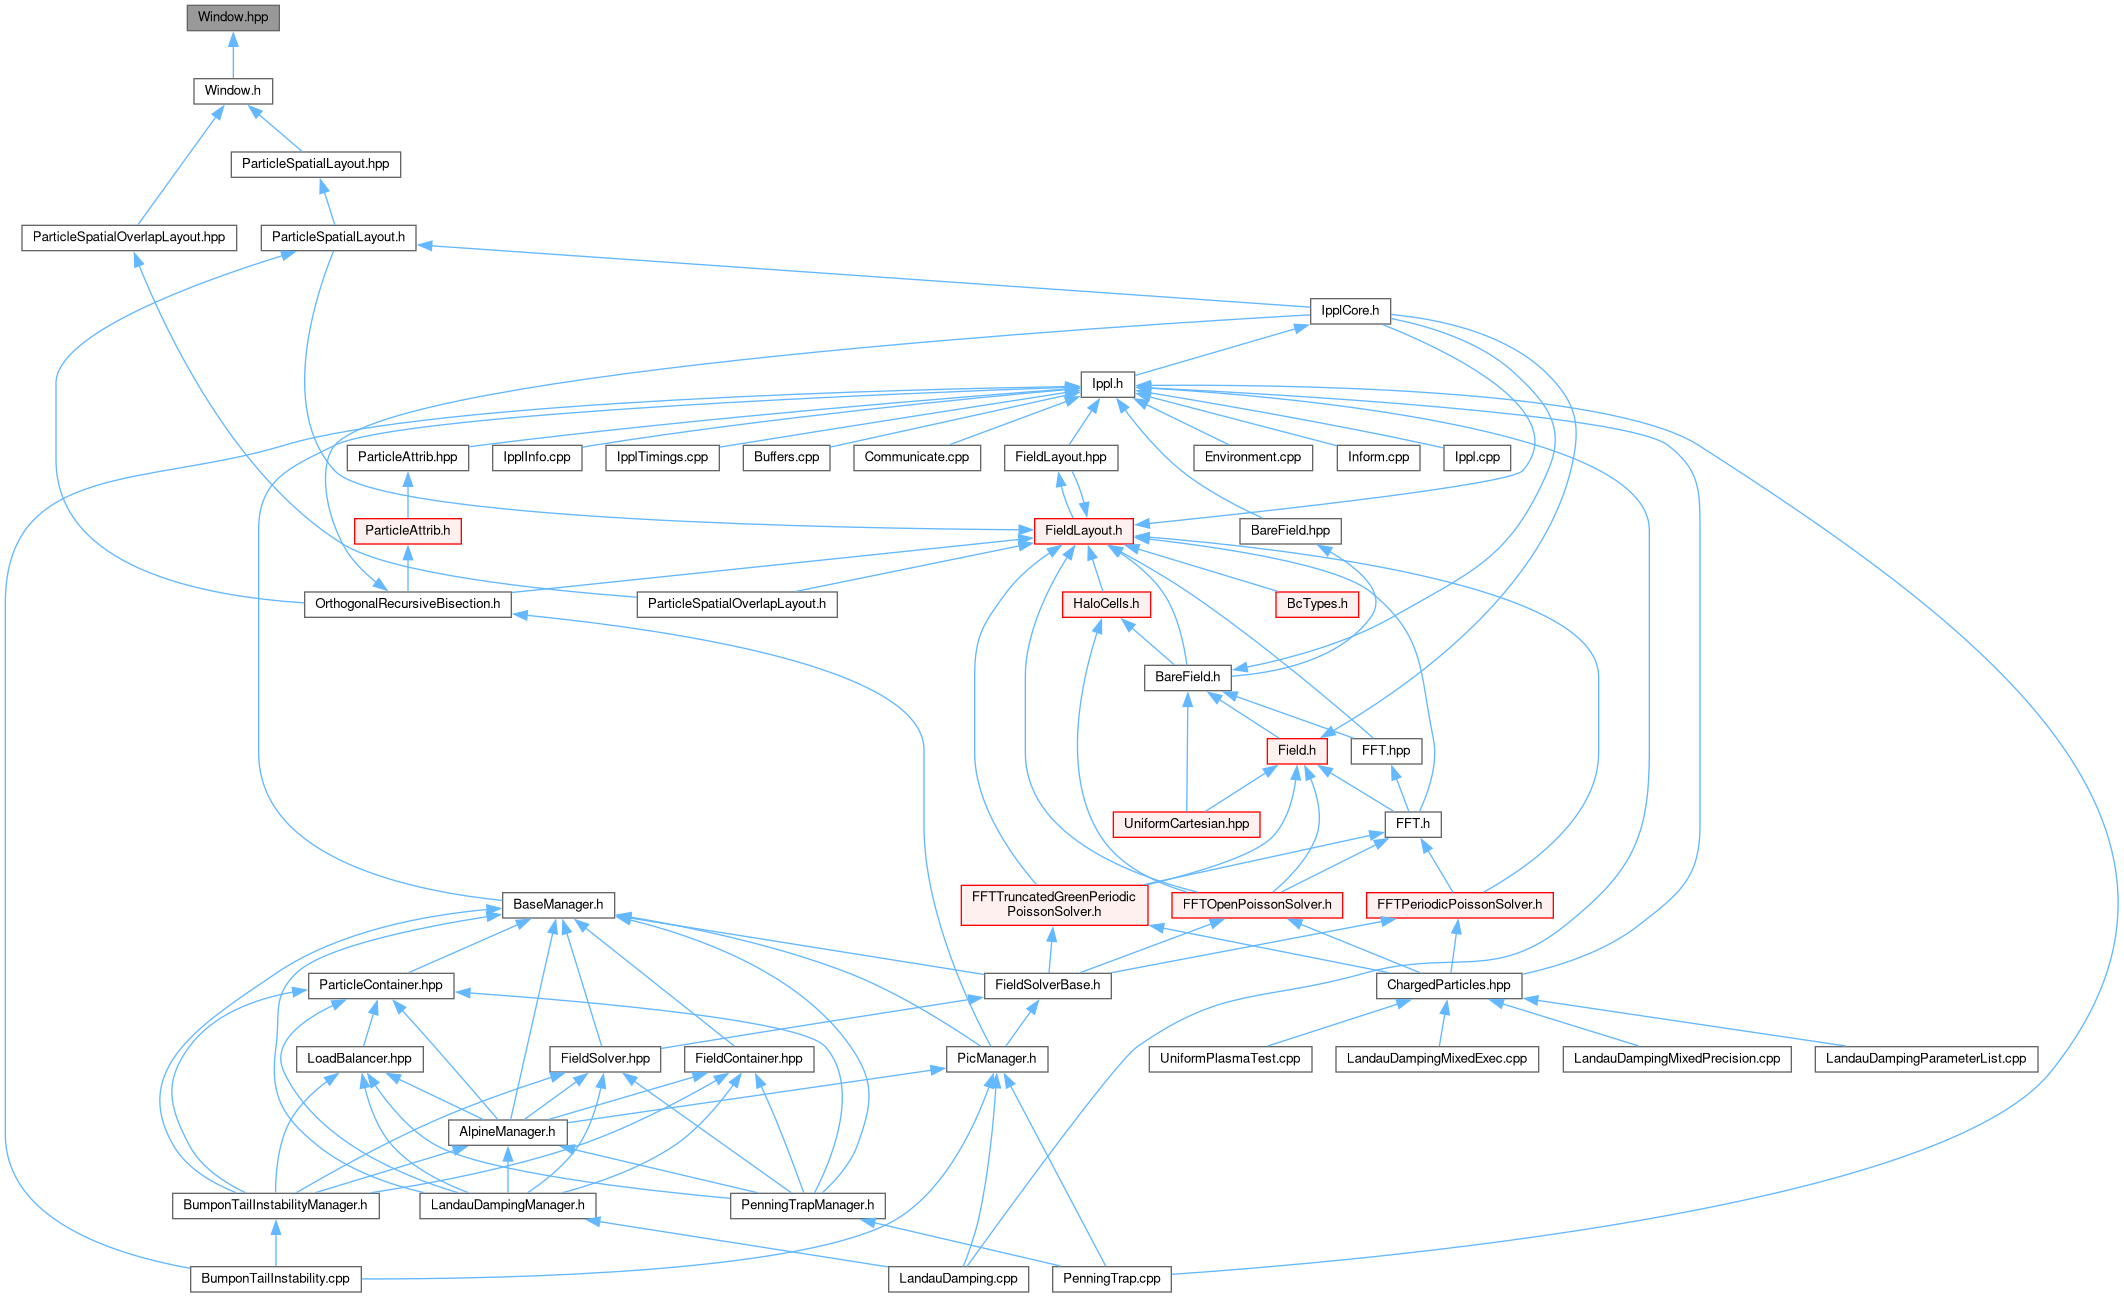 Window.hpp
Window.h
ParticleSpatialLayout.hpp
ParticleSpatialOverlapLayout.hpp
ParticleSpatialLayout.h
IpplCore.h
Ippl.h
ParticleAttrib.hpp
IpplInfo.cpp
IpplTimings.cpp
Buffers.cpp
Communicate.cpp
FieldLayout.hpp
Environment.cpp
Inform.cpp
Ippl.cpp
ParticleAttrib.h
FieldLayout.h
BareField.hpp
OrthogonalRecursiveBisection.h
ParticleSpatialOverlapLayout.h
HaloCells.h
BcTypes.h
BareField.h
Field.h
FFT.hpp
UniformCartesian.hpp
FFT.h
BaseManager.h
FFTTruncatedGreenPeriodic
PoissonSolver.h
FFTOpenPoissonSolver.h
FFTPeriodicPoissonSolver.h
ParticleContainer.hpp
FieldSolverBase.h
ChargedParticles.hpp
LoadBalancer.hpp
FieldSolver.hpp
FieldContainer.hpp
PicManager.h
UniformPlasmaTest.cpp
LandauDampingMixedExec.cpp
LandauDampingMixedPrecision.cpp
LandauDampingParameterList.cpp
AlpineManager.h
BumponTailInstabilityManager.h
LandauDampingManager.h
PenningTrapManager.h
BumponTailInstability.cpp
LandauDamping.cpp
PenningTrap.cpp